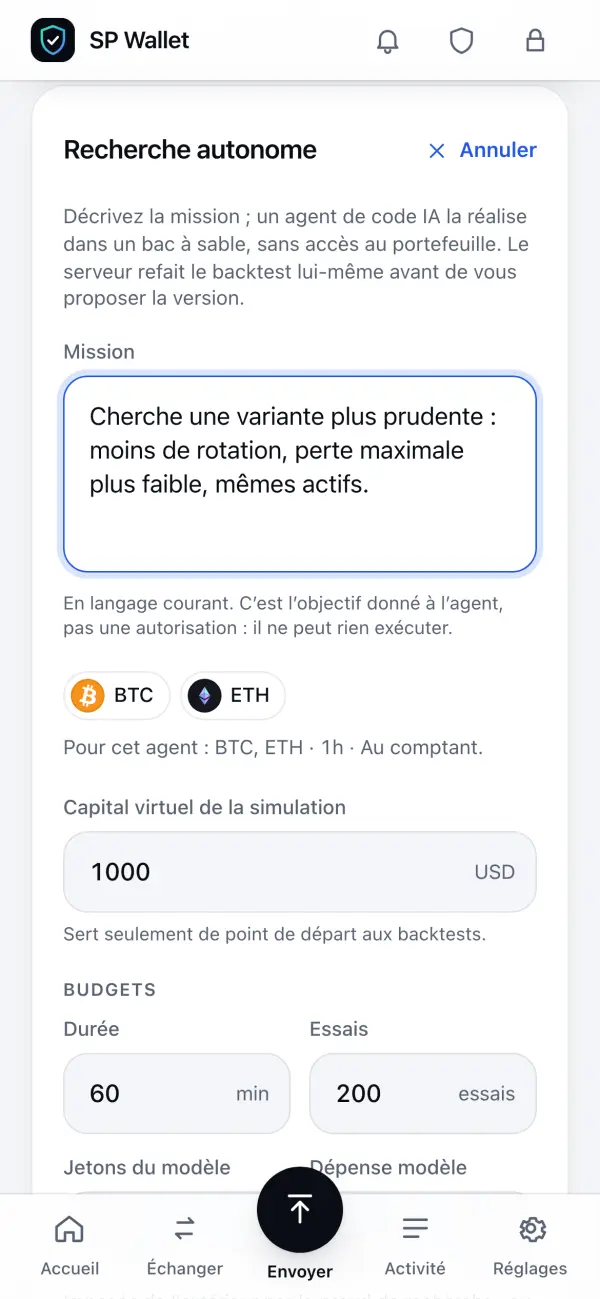 SP Wallet
Recherche autonome
Annuler
Décrivez la mission ; un agent de code IA la réalise
dans un bac à sable, sans accès au portefeuille. Le
serveur refait le backtest lui-même avant de vous
proposer la version.
Mission
Cherche une variante plus prudente :
moins de rotation, perte maximale
plus faible, mêmes actifs.
En langage courant. C’est l’objectif donné à l’agent,
pas une autorisation : il ne peut rien exécuter.
BTC
ETH
Pour cet agent : BTC, ETH · 1h · Au comptant.
Capital virtuel de la simulation
1000 USD
Sert seulement de point de départ aux backtests.
BUDGETS
Durée
Essais
60 min
200 essais
Jetons du modèle
Dépense modèle
Accueil
Échanger
Envoyer
Activité
Réglages